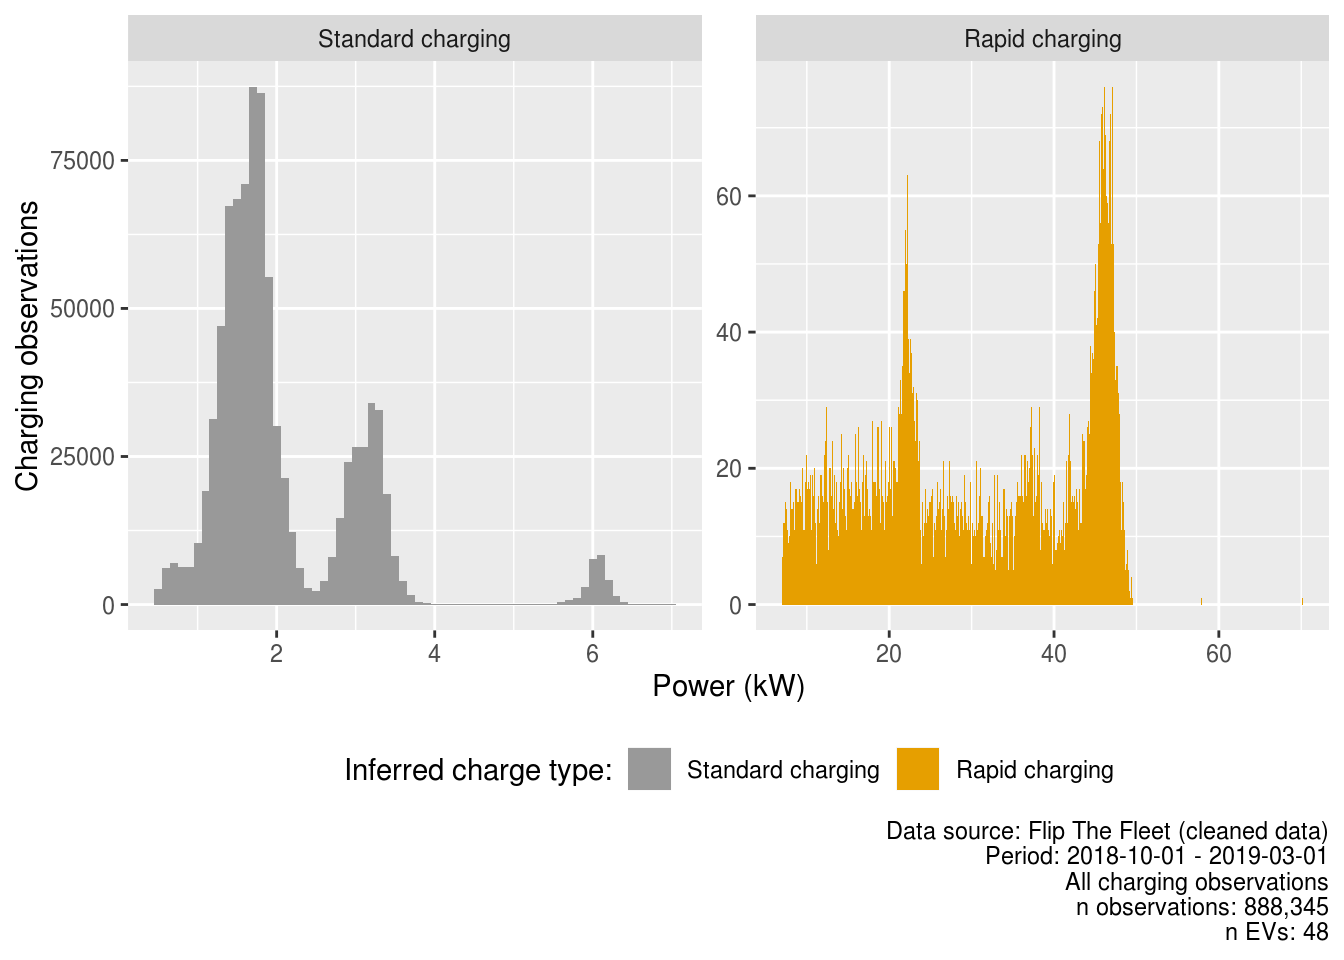 Standard charging
Rapid charging
Charging observations
75000
50000
25000
0
2
4
6
60
40
20
0
20
40
60
Power (kW)
Inferred charge type:
Standard charging
Rapid charging
Data source: Flip The Fleet (cleaned data)
Period: 2018-10-01 - 2019-03-01
All charging observations
n observations: 888,345
n EVs: 48